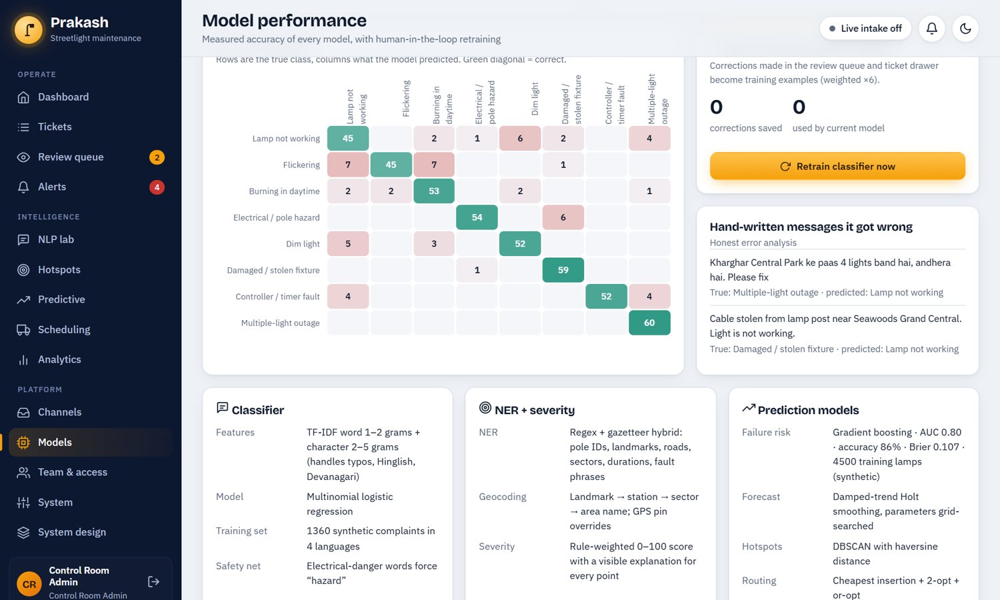 Prakash
Streetlight maintenance
OPERATE
Dashboard
Tickets
Review queue
2
Alerts
4
INTELLIGENCE
NLP lab
Hotspots
Predictive
Scheduling
Analytics
PLATFORM
Channels
Models
Team & access
System
System design
CR
Control Room
Admin
Control Room Admin
Model performance
Measured accuracy of every model, with human-in-the-loop retraining
Live intake off
Rows are the true class, columns what the model predicted. Green diagonal = correct.
Lamp not
working
Flickering
Burning in
daytime
Electrical /
pole hazard
Dim light
Damaged /
stolen fixture
Controller /
timer fault
Multiple-light
outage
Lamp not working 45 2 1 6 2 4
Flickering 7 45 7 1
Burning in daytime 2 2 53 2 1
Electrical / pole hazard 54 6
Dim light 5 3 52
Damaged / stolen fixture 1 59
Controller / timer fault 4 52 4
Multiple-light outage 60
Corrections made in the review queue and ticket drawer
become training examples (weighted ×6).
0 0
corrections saved used by current model
Retrain classifier now
Hand-written messages it got wrong
Honest error analysis
Kharghar Central Park ke paas 4 lights band hai, andhera
hai. Please fix
True: Multiple-light outage · predicted: Lamp not working
Cable stolen from lamp post near Seawoods Grand Central.
Light is not working.
True: Damaged / stolen fixture · predicted: Lamp not working
Classifier
Features TF-IDF word 1–2 grams +
character 2–5 grams
(handles typos, Hinglish,
Devanagari)
Model Multinomial logistic
regression
Training set 1360 synthetic complaints in
4 languages
Safety net Electrical-danger words force
“hazard”
NER + severity
NER Regex + gazetteer hybrid:
pole IDs, landmarks, roads,
sectors, durations, fault
phrases
Geocoding Landmark → station → sector
→ area name; GPS pin
overrides
Severity Rule-weighted 0–100 score
with a visible explanation for
every point
Prediction models
Failure risk Gradient boosting · AUC 0.80
· accuracy 86% · Brier 0.107 ·
4500 training lamps
(synthetic)
Forecast Damped-trend Holt
smoothing, parameters grid-
searched
Hotspots DBSCAN with haversine
distance
Routing Cheapest insertion + 2-opt +
or-opt